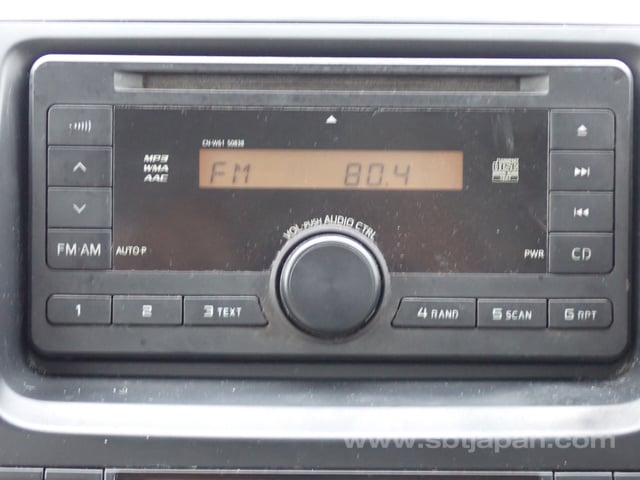 CN-W61 S0838
MP3
WMA
AAC
FM 80.4
VOL•PUSH AUDIO CTRL
FM AM
AUTO P
PWR
CD
1
2
3 TEXT
4 RAND
5 SCAN
6 RPT
www.sbtjapan.com